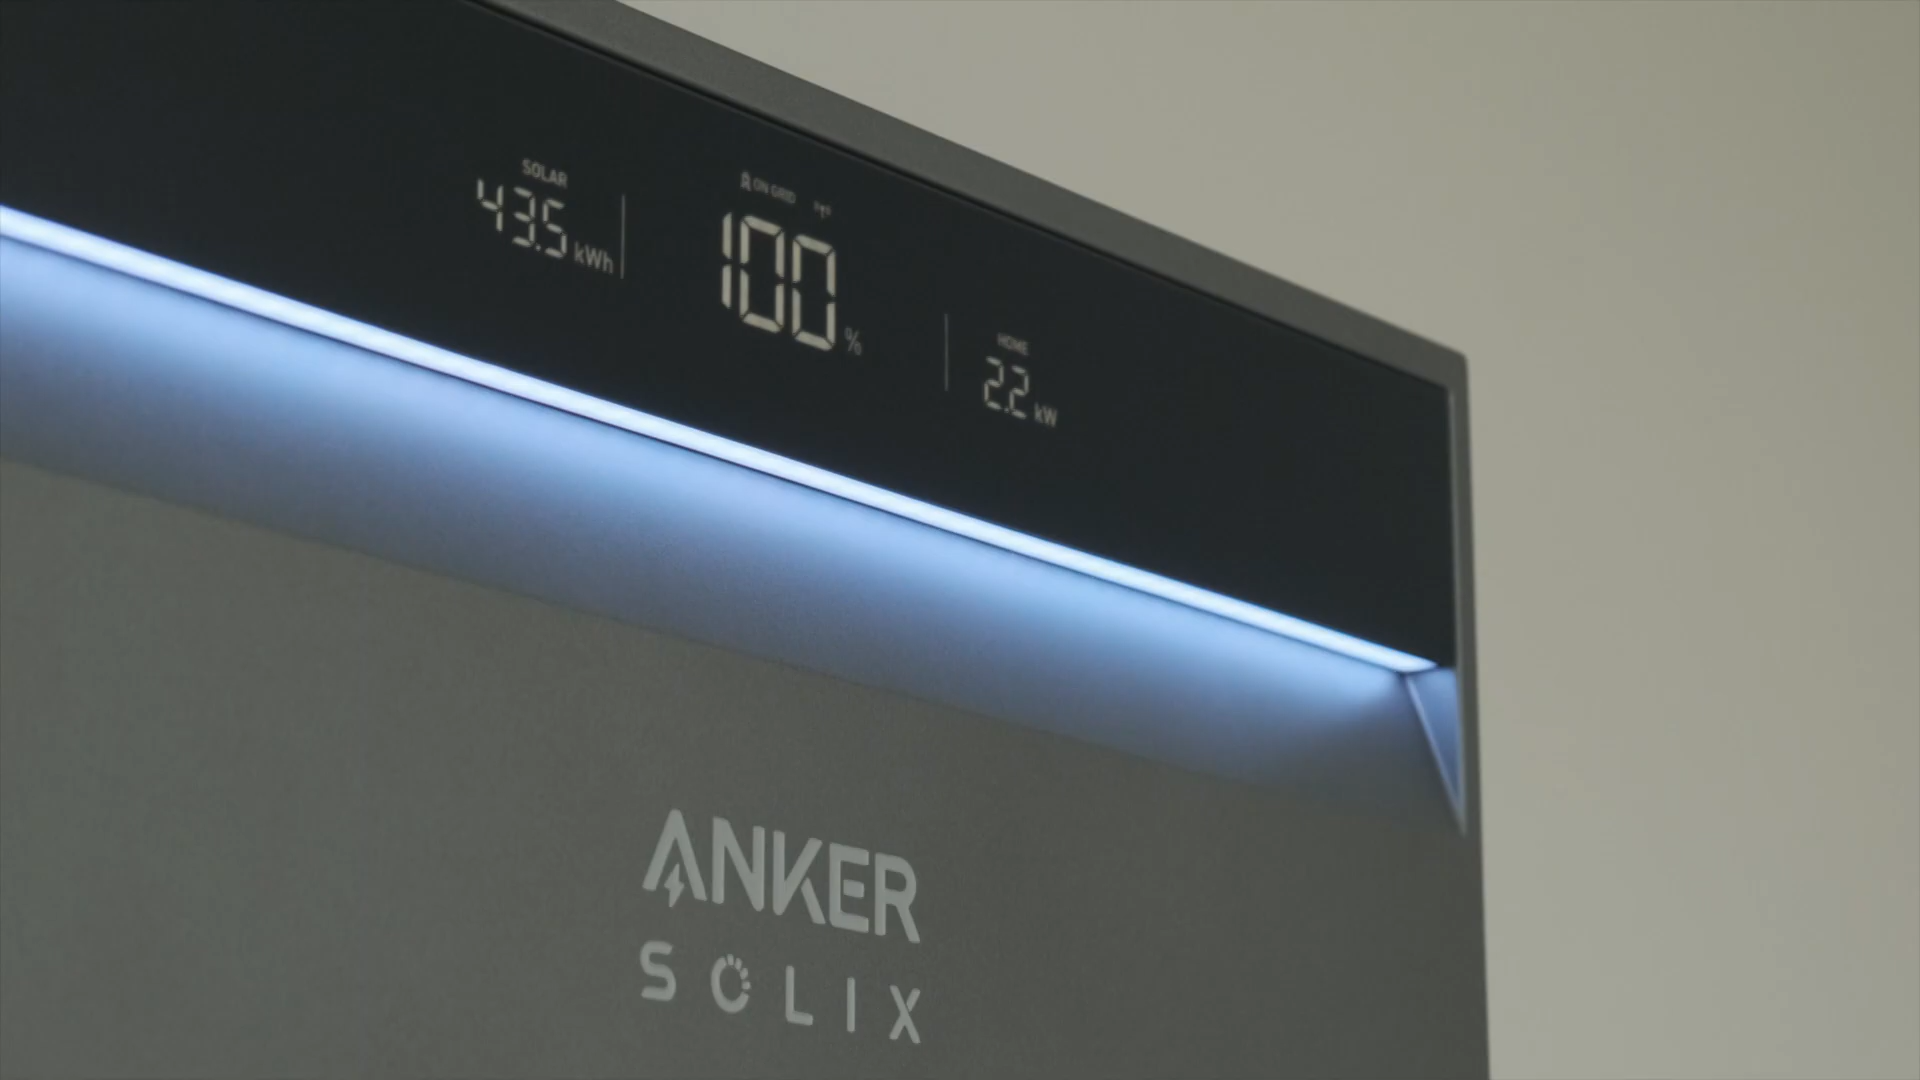 SOLAR
43.5 kWh
ON GRID
100 %
HOME
2.2 kW
ANKER
SOLIX